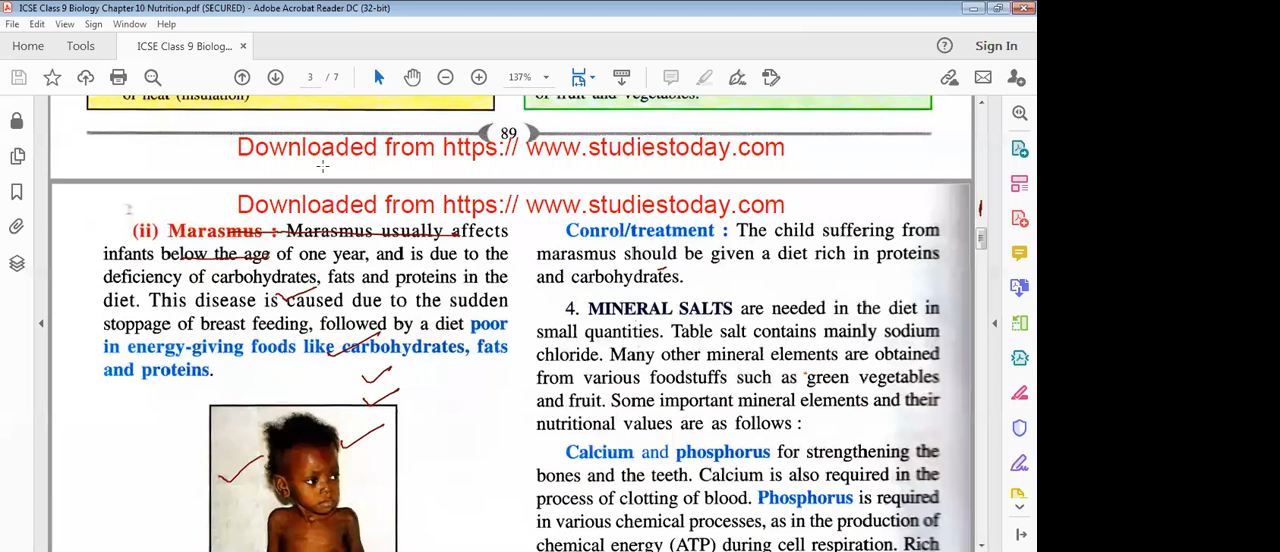 ICSE Class 9 Biology Chapter 10 Nutrition.pdf (SECURED) - Adobe Acrobat Reader DC (32-bit)
File Edit View Sign Window Help
Home Tools ICSE Class 9 Biolog... × Sign In
3 / 7 137%
of heat (insulation)
of fruit and vegetables.
89
Downloaded from https:// www.studiestoday.com
Downloaded from https:// www.studiestoday.com
(ii) Marasmus : Marasmus usually affects
infants below the age of one year, and is due to the
deficiency of carbohydrates, fats and proteins in the
diet. This disease is caused due to the sudden
stoppage of breast feeding, followed by a diet poor
in energy-giving foods like carbohydrates, fats
and proteins.
Conrol/treatment : The child suffering from
marasmus should be given a diet rich in proteins
and carbohydrates.
4. MINERAL SALTS are needed in the diet in
small quantities. Table salt contains mainly sodium
chloride. Many other mineral elements are obtained
from various foodstuffs such as green vegetables
and fruit. Some important mineral elements and their
nutritional values are as follows :
Calcium and phosphorus for strengthening the
bones and the teeth. Calcium is also required in the
process of clotting of blood. Phosphorus is required
in various chemical processes, as in the production of
chemical energy (ATP) during cell respiration. Rich